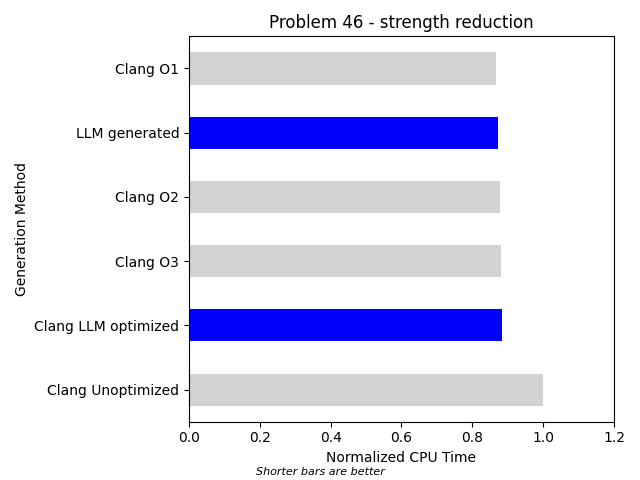 Problem 46 - strength reduction
Generation Method
Clang O1
LLM generated
Clang O2
Clang O3
Clang LLM optimized
Clang Unoptimized
0.0 0.2 0.4 0.6 0.8 1.0 1.2
Normalized CPU Time
Shorter bars are better